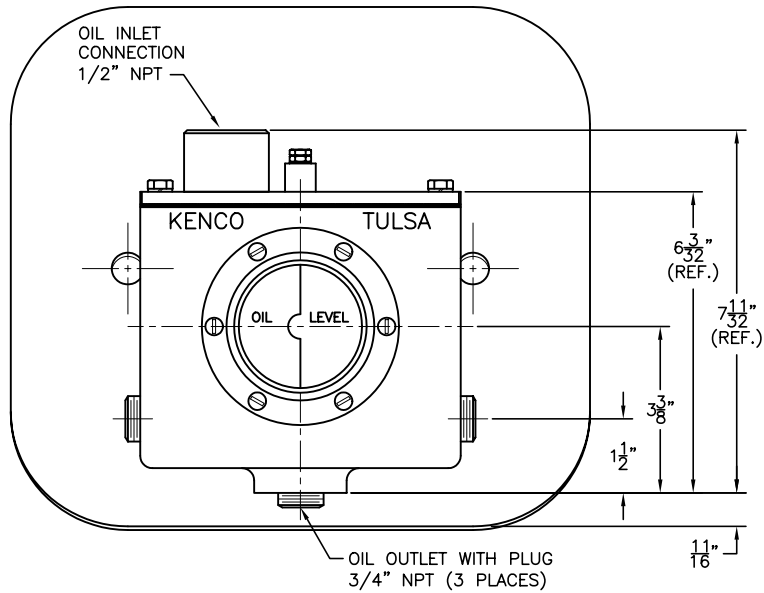 OIL INLET
CONNECTION
1/2" NPT
KENCO TULSA
OIL LEVEL
6 3/32"
(REF.)
7 11/32"
(REF.)
3 3/8"
1 1/2"
11/16"
OIL OUTLET WITH PLUG
3/4" NPT (3 PLACES)